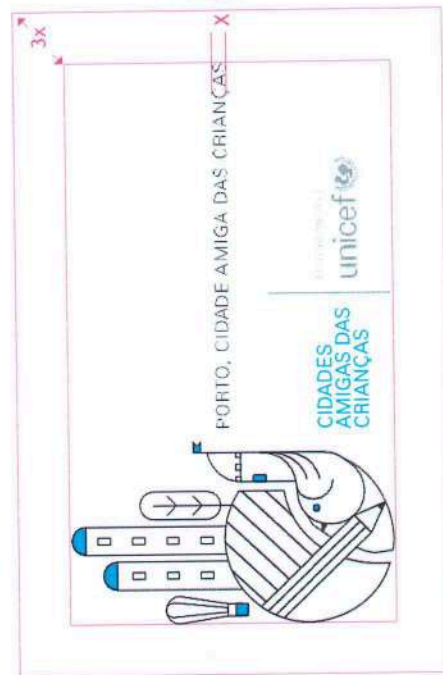 3x
X
PORTO, CIDADE AMIGA DAS CRIANÇAS
CIDADES
AMIGAS DAS
CRIANÇAS
unicef